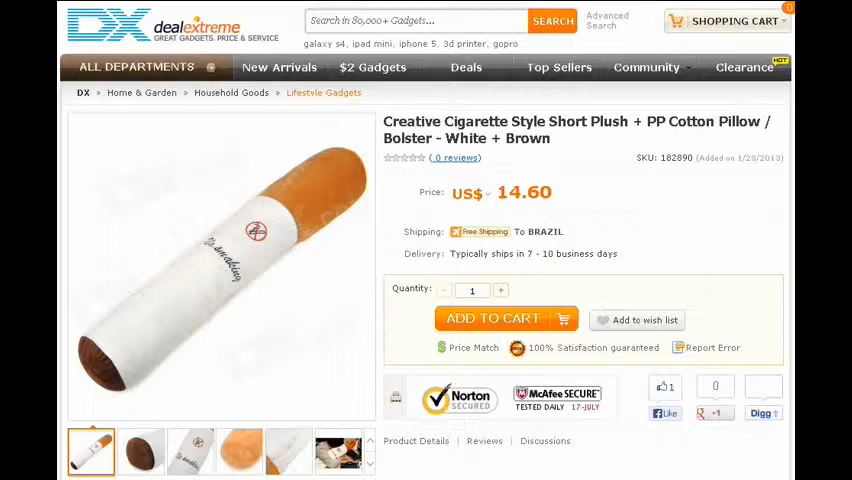 DX dealextreme
GREAT GADGETS PRICE & SERVICE
Search in 80,000+ Gadgets...
SEARCH
Advanced
Search
SHOPPING CART
0
galaxy s4, ipad mini, iphone 5, 3d printer, gopro
ALL DEPARTMENTS
New Arrivals
$2 Gadgets
Deals
Top Sellers
Community
Clearance
HOT
DX » Home & Garden » Household Goods » Lifestyle Gadgets
Creative Cigarette Style Short Plush + PP Cotton Pillow /
Bolster - White + Brown
( 0 reviews)
SKU: 182890 (Added on 1/28/2013)
Price: US$ 14.60
Shipping: Free Shipping To BRAZIL
Delivery: Typically ships in 7 - 10 business days
Quantity: - 1 +
ADD TO CART
Add to wish list
Price Match
100% Satisfaction guaranteed
Report Error
No smoking
Norton
SECURED
McAfee SECURE
TESTED DAILY 17-JULY
1
0
Like
+1
Digg
Product Details | Reviews | Discussions